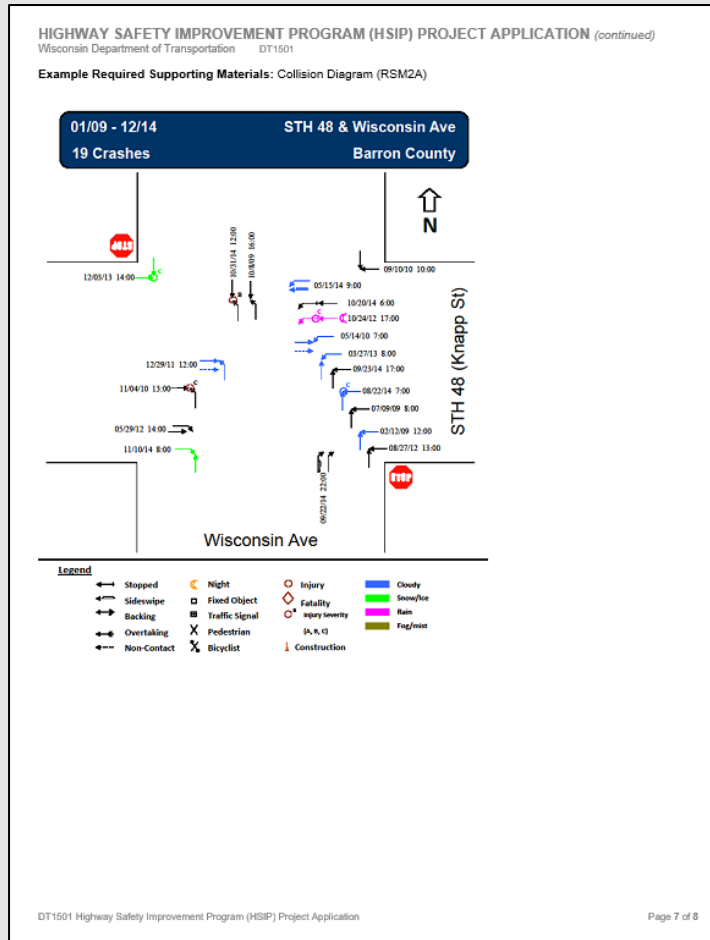 HIGHWAY SAFETY IMPROVEMENT PROGRAM (HSIP) PROJECT APPLICATION (continued)
Wisconsin Department of Transportation DT1501
Example Required Supporting Materials: Collision Diagram (RSM2A)
01/09 - 12/14 STH 48 & Wisconsin Ave
19 Crashes Barron County
N
STOP
10/31/14 12:00
B
10/8/09 16:00
12/03/13 14:00
C
09/10/10 10:00
05/15/14 9:00
10/20/14 6:00
C
10/24/12 17:00
05/14/10 7:00
03/27/13 8:00
12/29/11 12:00
09/23/14 17:00
11/04/10 13:00
C
C
08/22/14 7:00
07/09/09 8:00
05/29/12 14:00
02/12/09 12:00
11/10/14 8:00
08/27/12 13:00
STH 48 (Knapp St)
09/22/14 22:00
STOP
Wisconsin Ave
Legend
Stopped Night Injury Cloudy
Sideswipe Fixed Object Fatality Snow/Ice
Backing Traffic Signal Injury Severity Rain
Overtaking Pedestrian (A, B, C) Fog/mist
Non-Contact Bicyclist Construction
DT1501 Highway Safety Improvement Program (HSIP) Project Application Page 7 of 8